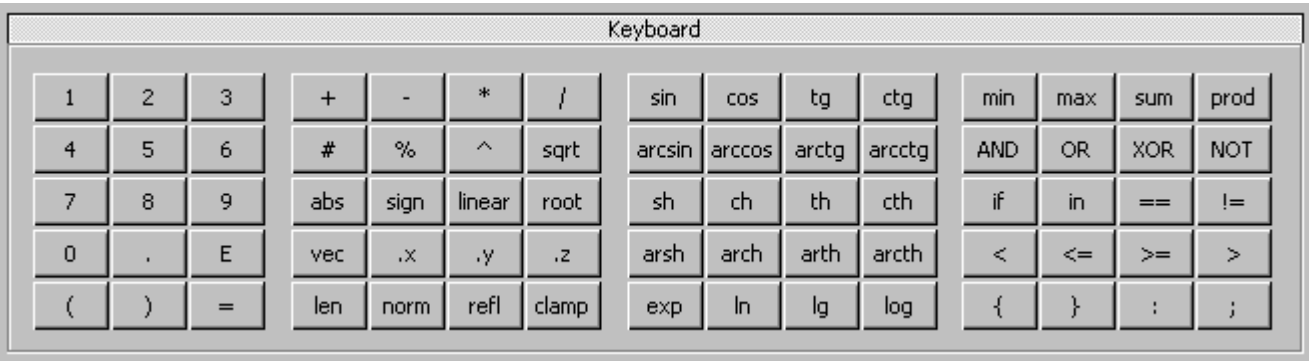 Keyboard
1 2 3 + - * / sin cos tg ctg min max sum prod
4 5 6 # % ^ sqrt arcsin arccos arctg arcctg AND OR XOR NOT
7 8 9 abs sign linear root sh ch th cth if in == !=
0 . E vec .x .y .z arsh arch arth arcth < <= >= >
( ) = len norm refl clamp exp ln lg log { } : ;